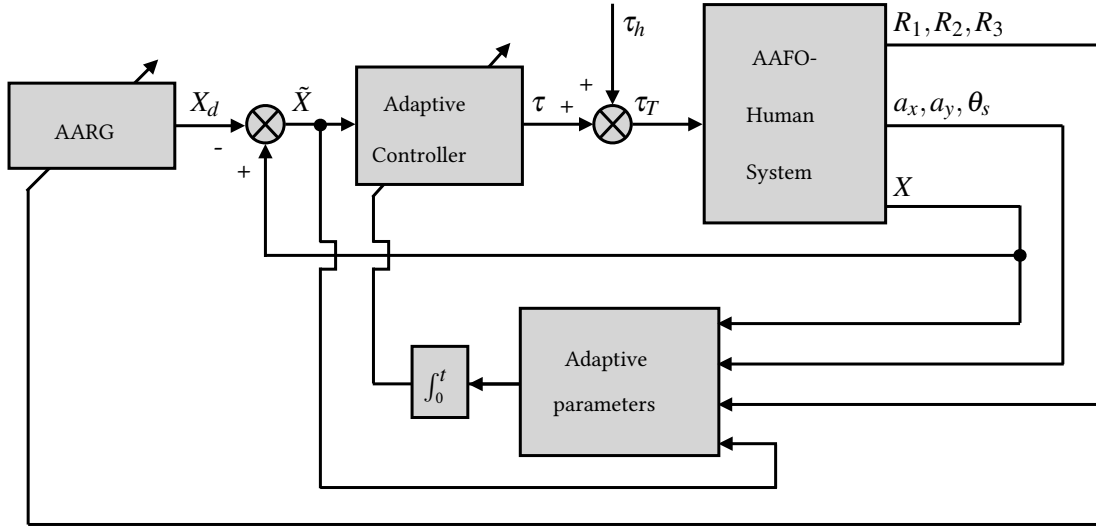 τ_h
R_1, R_2, R_3
AAFO-
Human
System
AARG
X_d
-
+
X̃
Adaptive
Controller
τ
+
+
τ_T
a_x, a_y, θ_s
X
∫_0^t
Adaptive
parameters